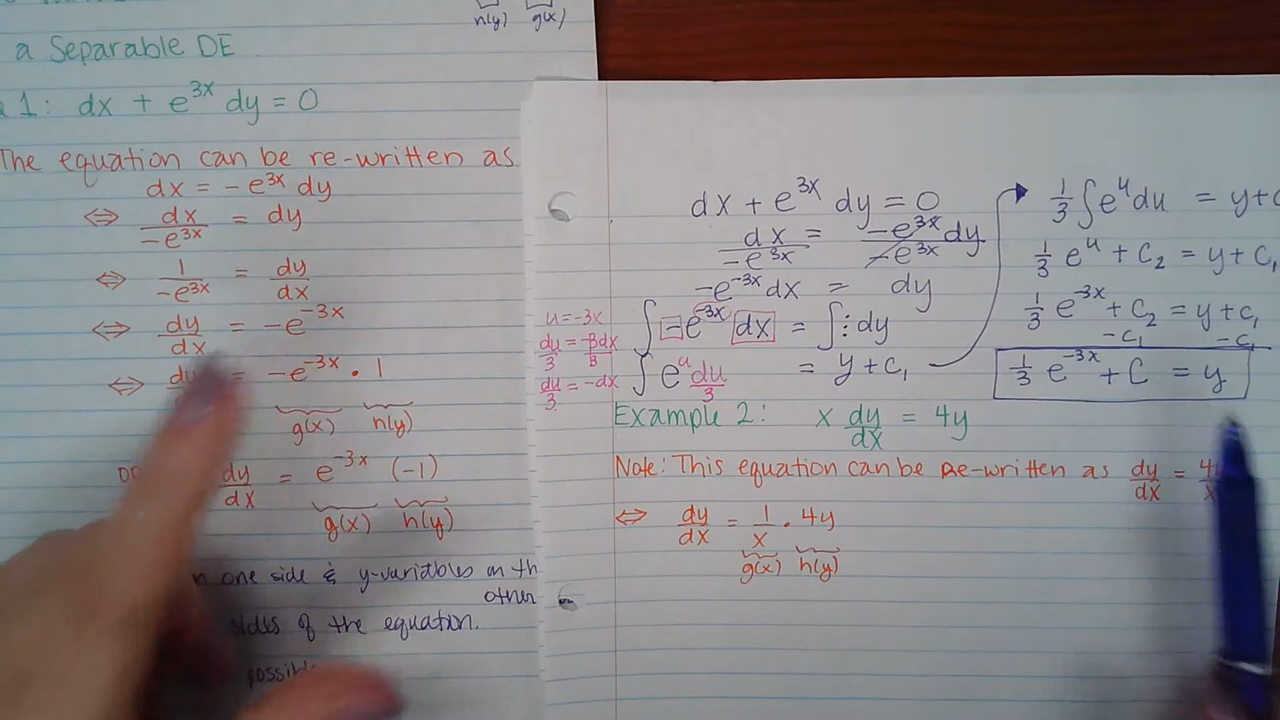 h(y) g(x)
a Separable DE
1: dx + e^{3x} dy = 0
The equation can be re-written as
dx = -e^{3x} dy
⇔ dx/-e^{3x} = dy
⇔ 1/-e^{3x} = dy/dx
⇔ dy/dx = -e^{-3x}
⇔ dy = -e^{-3x} • 1
g(x) h(y)
dy/dx = e^{-3x} (-1)
g(x) h(y)
one side & y-variables on th
other
of the equation.
dx + e^{3x} dy = 0
dx/-e^{3x} = -e^{3x} dy/-e^{3x}
-e^{-3x} dx = dy
∫ -e^{-3x} dx = ∫ dy
u = -3x
du/3 = -3dx/3
du/3 = -dx
∫ e^u du/3 = y + c₁
1/3 ∫ e^u du = y + c
1/3 e^u + C₂ = y + C₁
1/3 e^{-3x} + C₂ = y + c₁
-c₁ -c₁
1/3 e^{-3x} + C = y
Example 2: x dy/dx = 4y
Note: This equation can be re-written as dy/dx = 4
⇔ dy/dx = 1/x • 4y
g(x) h(y)